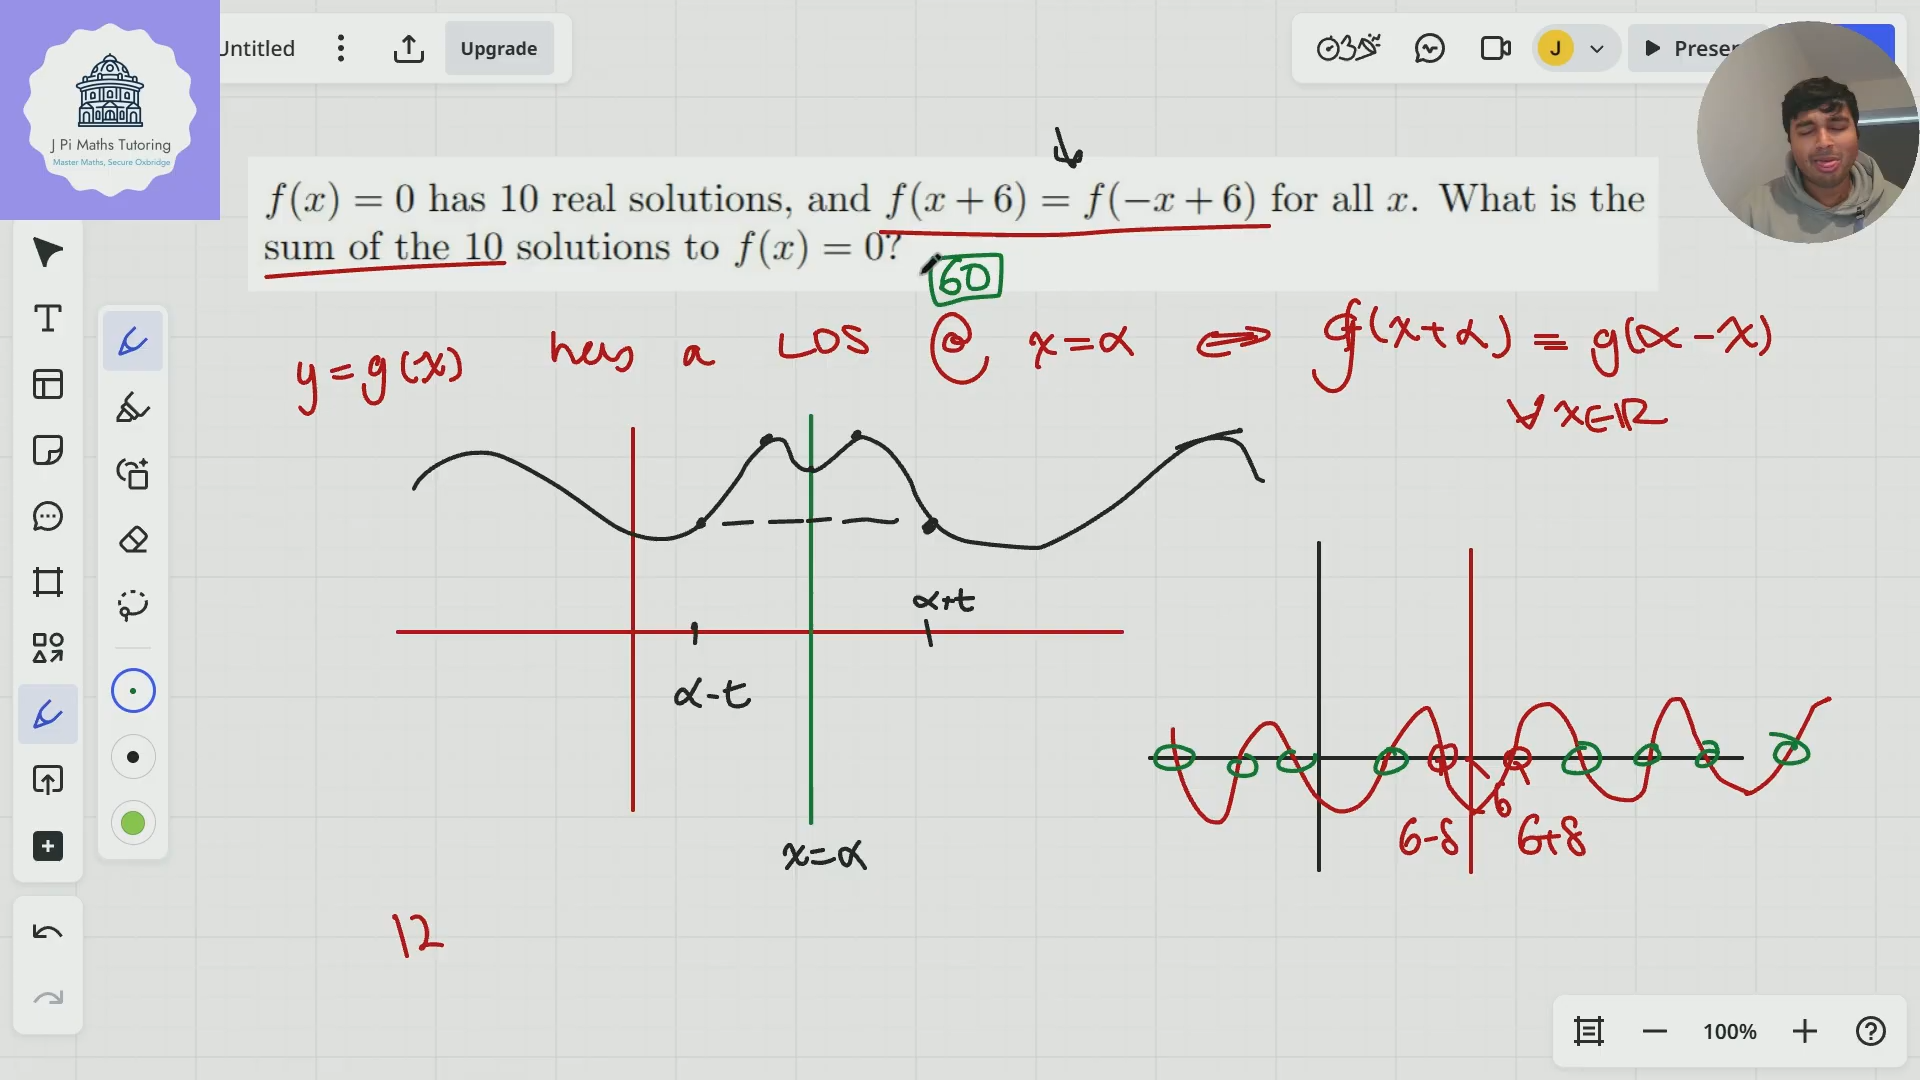 Untitled
Upgrade
J
Presen
J Pi Maths Tutoring
Master Maths, Secure Oxbridge
f(x) = 0 has 10 real solutions, and f(x + 6) = f(−x + 6) for all x. What is the
sum of the 10 solutions to f(x) = 0?
60
y = g(x) has a LOS @ x = α ⟺ g(x+α) ≡ g(α−x)
∀ x∈ℝ
α+t
α-t
6
6-δ 6+δ
x=α
12
100%